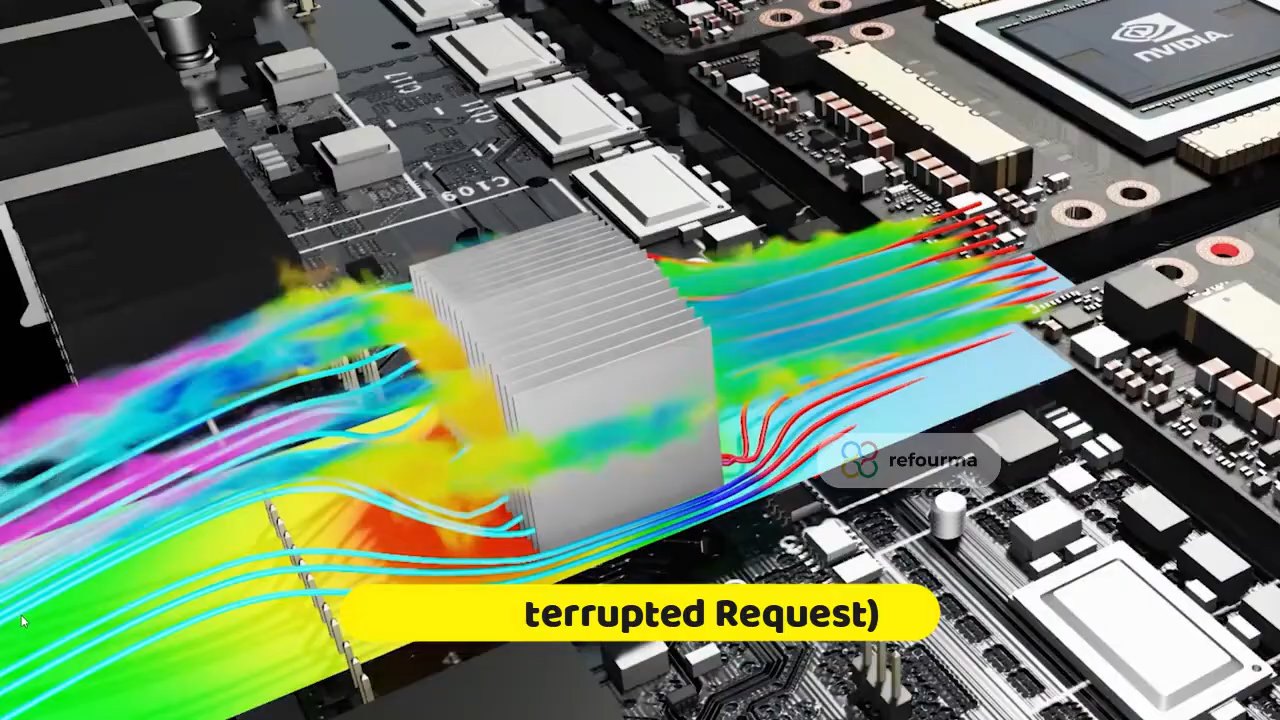 NVIDIA
C117
C111
C109
refourma
terrupted Request)